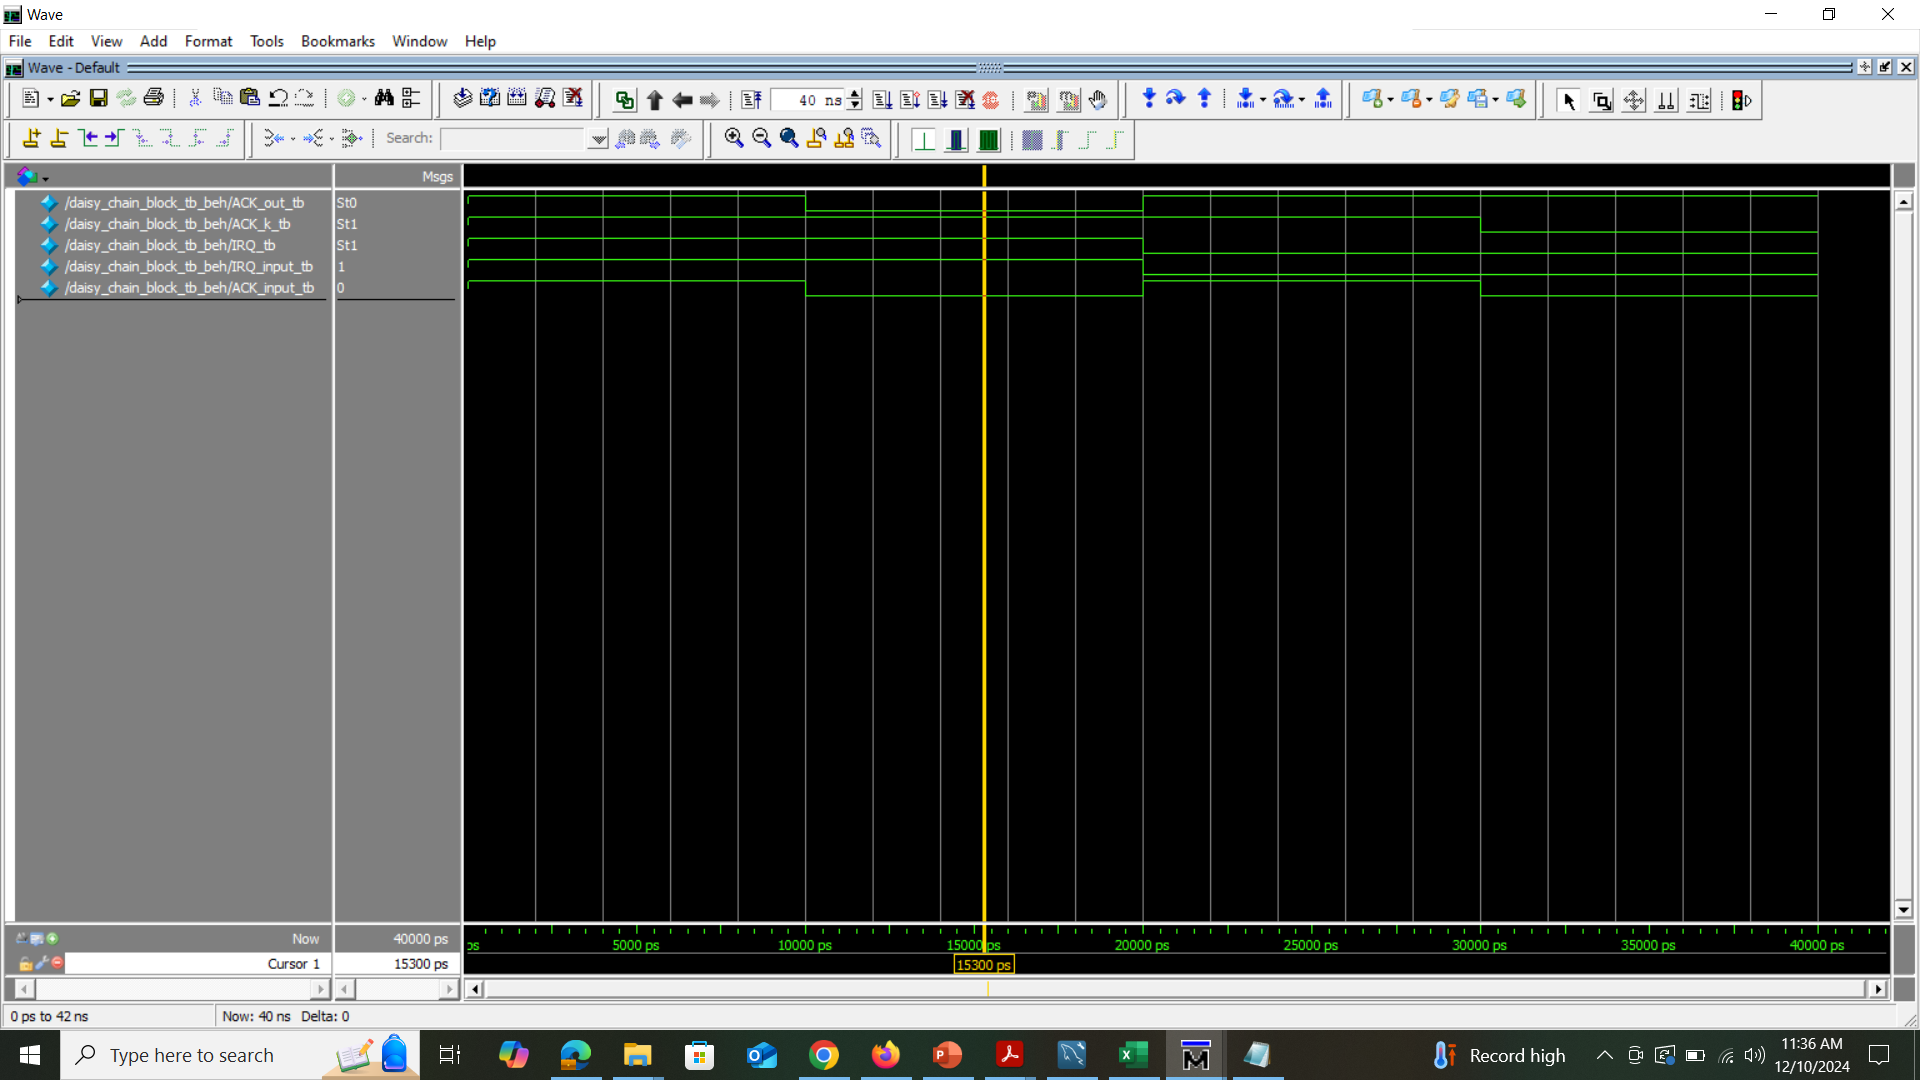 Wave
File Edit View Add Format Tools Bookmarks Window Help
Wave - Default
40 ns
Search:
Msgs
/daisy_chain_block_tb_beh/ACK_out_tb St0
/daisy_chain_block_tb_beh/ACK_k_tb St1
/daisy_chain_block_tb_beh/IRQ_tb St1
/daisy_chain_block_tb_beh/IRQ_input_tb 1
/daisy_chain_block_tb_beh/ACK_input_tb 0
Now 40000 ps
ps 5000 ps 10000 ps 15000 ps 20000 ps 25000 ps 30000 ps 35000 ps 40000 ps
Cursor 1 15300 ps
15300 ps
0 ps to 42 ns Now: 40 ns Delta: 0
Type here to search
Record high
11:36 AM
12/10/2024